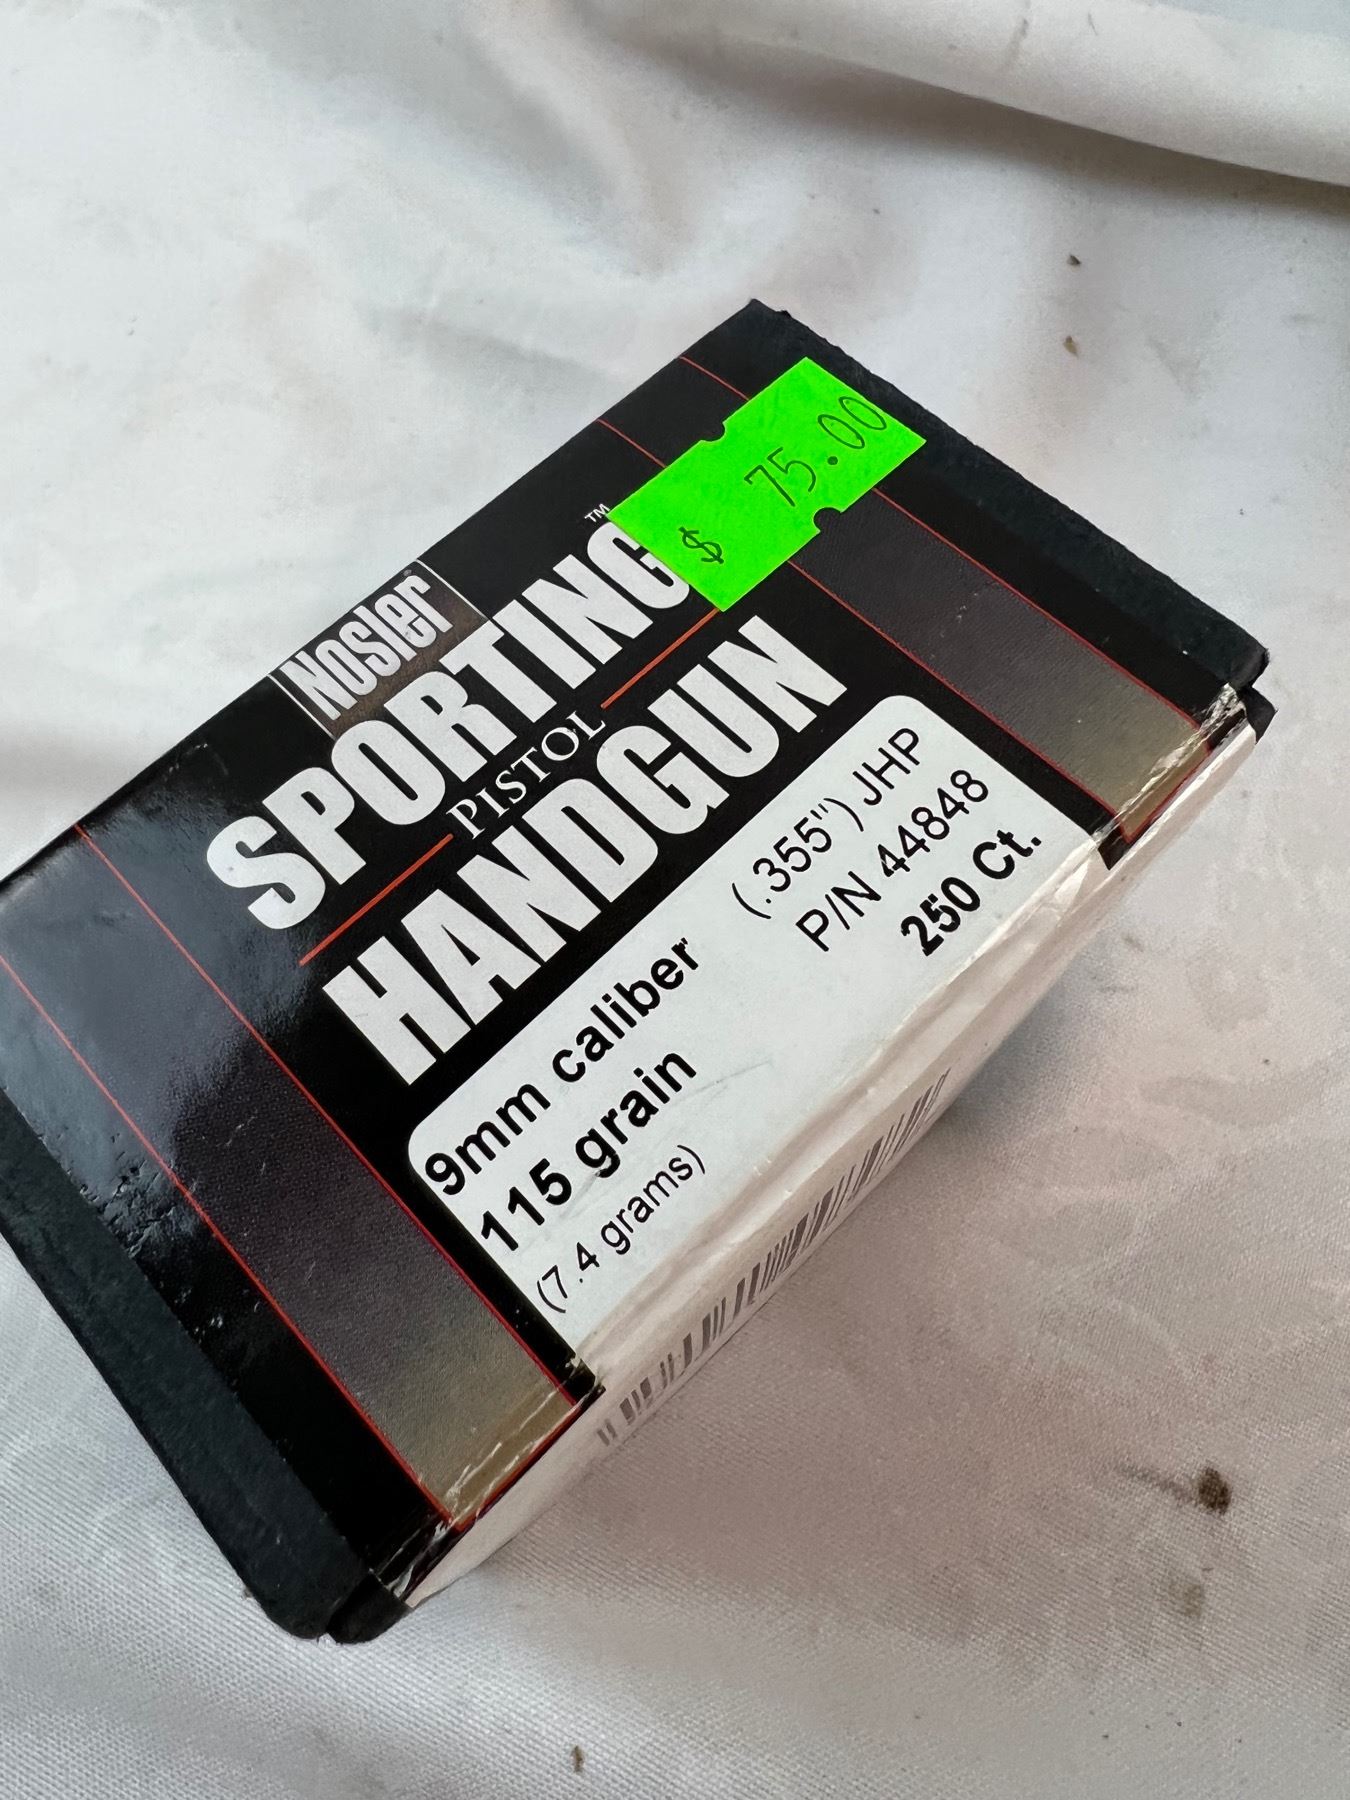 $ 75.00
Nosler®
SPORTING™
PISTOL
HANDGUN
9mm caliber (.355") JHP
115 grain P/N 44848
(7.4 grams) 250 Ct.